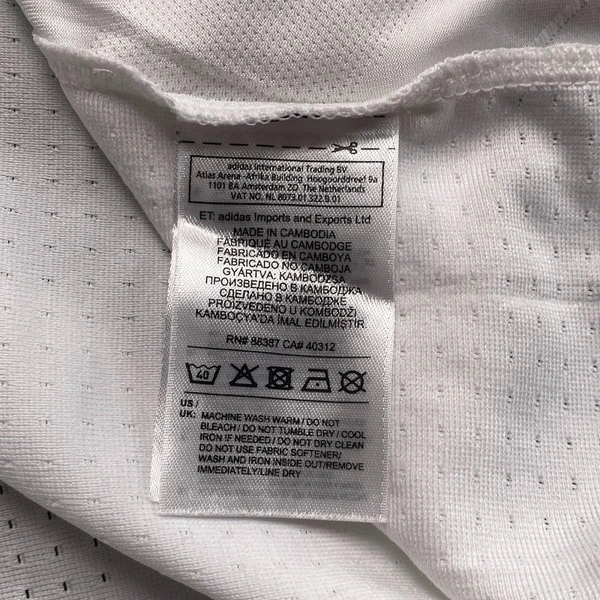 adidas International Trading BV
Atlas Arena -Afrika Building Hoogoorddreef 9a
1101 BA Amsterdam ZO The Netherlands
VAT NO. NL 8073.01.322.B.01
ET: adidas Imports and Exports Ltd
MADE IN CAMBODIA
FABRIQUÉ AU CAMBODGE
FABRICADO EN CAMBOYA
FABRICADO NO CAMBOJA
GYÁRTVA: KAMBODZSA
ПРОИЗВЕДЕНО В КАМБОДЖА
СДЕЛАНО В КАМБОДЖЕ
PROIZVEDENO U KOMBODŽI
KAMBOÇYA'DA İMAL EDİLMİŞTİR.
RN# 88387 CA# 40312
40
US /
UK: MACHINE WASH WARM / DO NOT
BLEACH / DO NOT TUMBLE DRY / COOL
IRON IF NEEDED / DO NOT DRY CLEAN
DO NOT USE FABRIC SOFTENER/
WASH AND IRON INSIDE OUT/REMOVE
IMMEDIATELY/LINE DRY